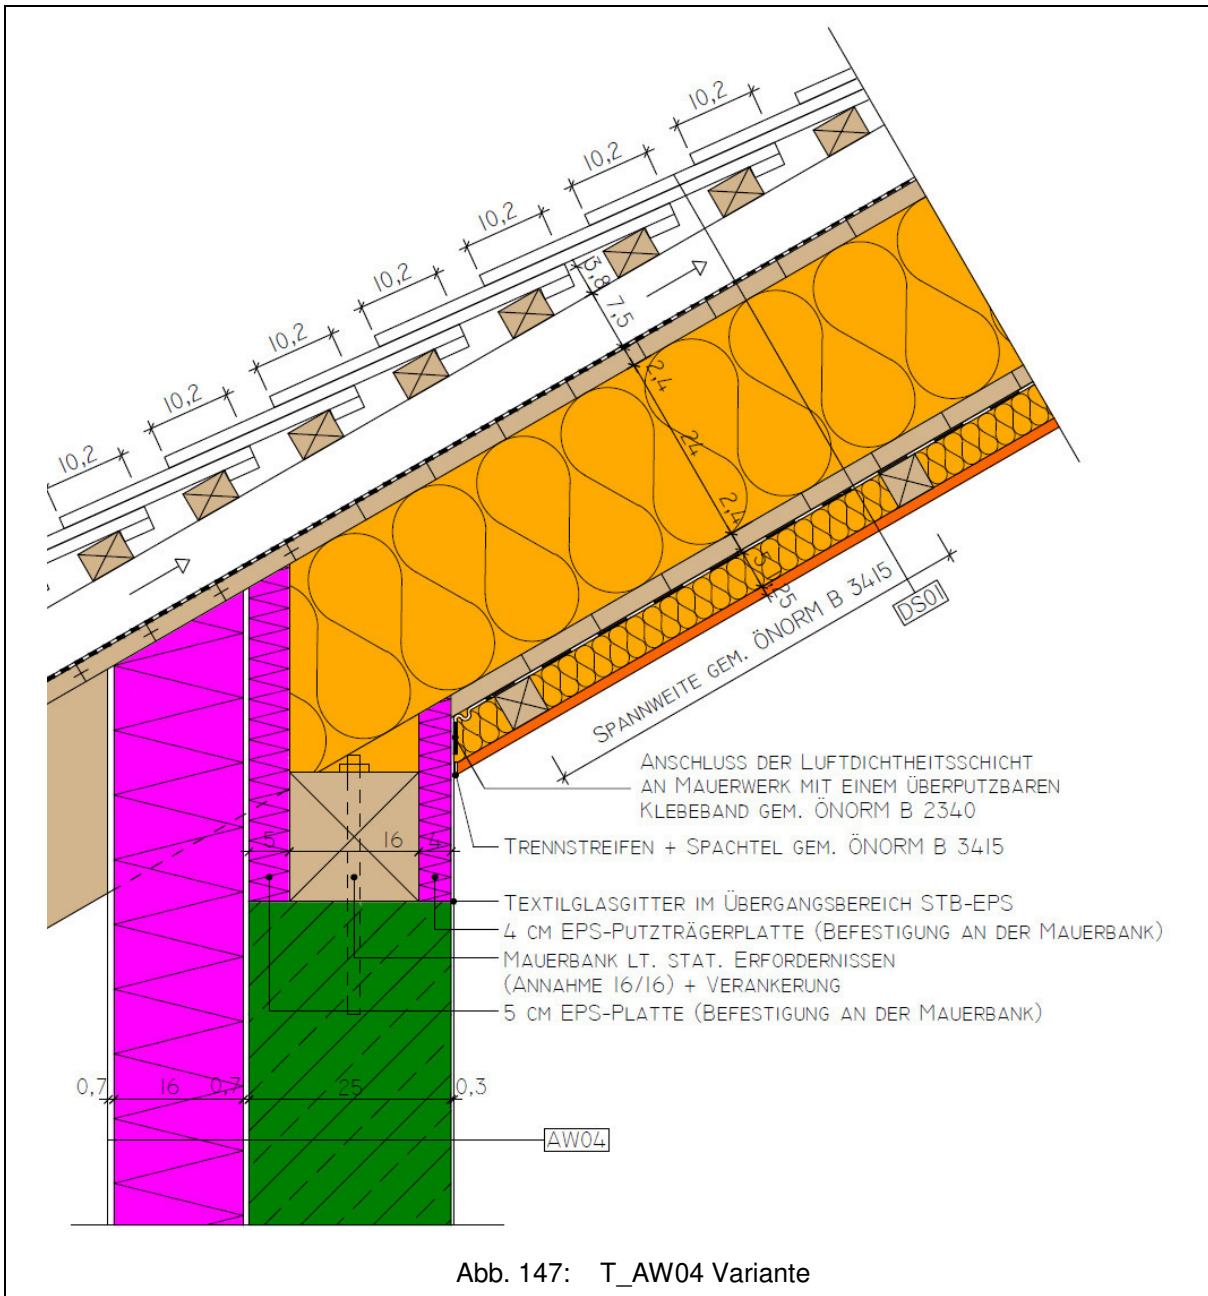 10,2
10,2
10,2
10,2
10,2
10,2
10,2
3,8
7,5
2,4
24
2,4
5
1,25
DS01
SPANNWEITE GEM. ÖNORM B 3415
ANSCHLUSS DER LUFTDICHTHEITSSCHICHT
AN MAUERWERK MIT EINEM ÜBERPUTZBAREN
KLEBEBAND GEM. ÖNORM B 2340
5 16 4
TRENNSTREIFEN + SPACHTEL GEM. ÖNORM B 3415
TEXTILGLASGITTER IM ÜBERGANGSBEREICH STB-EPS
4 CM EPS-PUTZTRÄGERPLATTE (BEFESTIGUNG AN DER MAUERBANK)
MAUERBANK LT. STAT. ERFORDERNISSEN
(ANNAHME 16/16) + VERANKERUNG
5 CM EPS-PLATTE (BEFESTIGUNG AN DER MAUERBANK)
0,7 16 0,7 25 0,3
AW04
Abb. 147: T_AW04 Variante